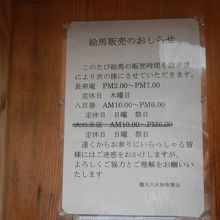 絵馬販売のおしらせ
このたび絵馬の販売時間を諸事情
により次の様にさせていただきます。
長寿庵 PM2.00〜PM7.00
定休日 木曜日
八百善 AM10.00〜PM6.00
定休日 日曜 祭日
AM10.00〜PM6.00
定休日 日曜日 祭日
遠くからお参りにいらっしゃる皆
様にはご迷惑をおかけしますが、
よろしくご協力とご理解をお願いい
たします